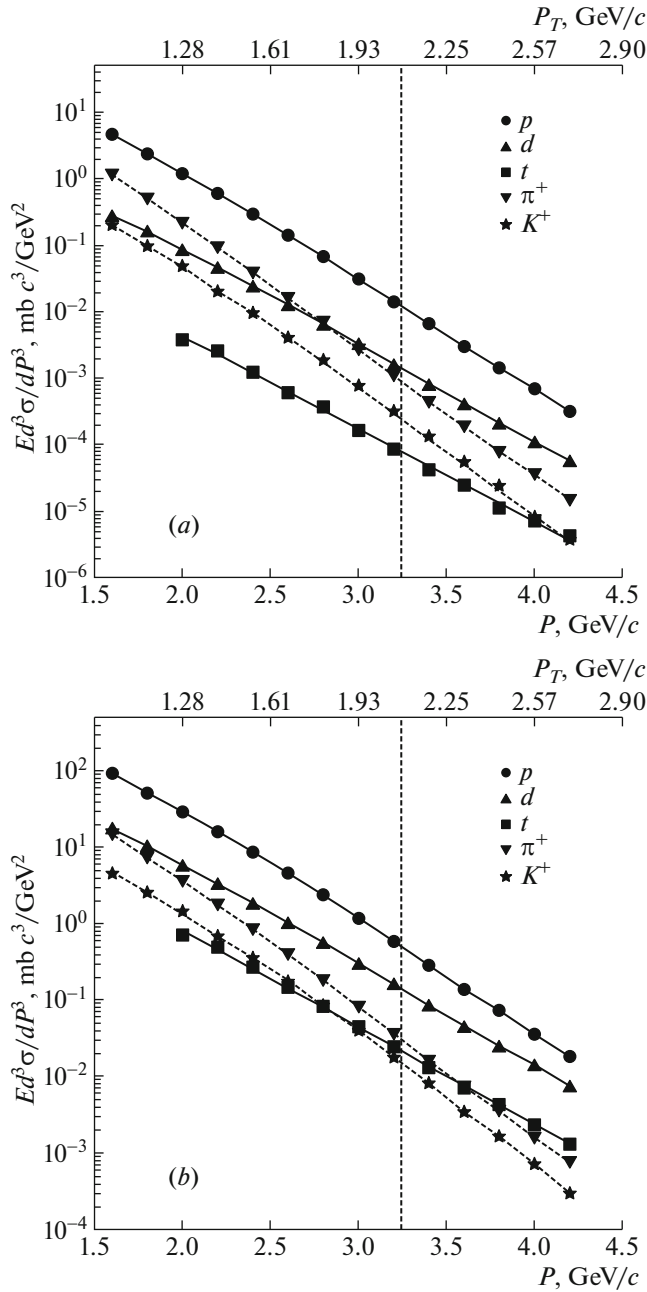 P_T, GeV/c
1.28 1.61 1.93 2.25 2.57 2.90
10^1
10^0
10^−1
10^−2
10^−3
10^−4
10^−5
10^−6
Ed^3σ/dP^3, mb c^3/GeV^2
p
d
t
π^+
K^+
(a)
1.5 2.0 2.5 3.0 3.5 4.0 4.5
P, GeV/c
P_T, GeV/c
1.28 1.61 1.93 2.25 2.57 2.90
10^2
10^1
10^0
10^−1
10^−2
10^−3
10^−4
Ed^3σ/dP^3, mb c^3/GeV^2
p
d
t
π^+
K^+
(b)
1.5 2.0 2.5 3.0 3.5 4.0 4.5
P, GeV/c